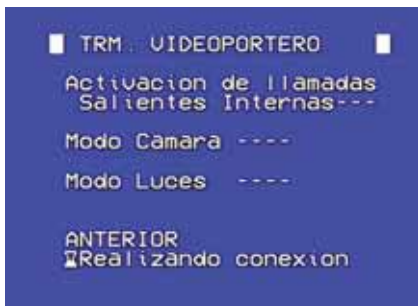 TRM. VIDEOPORTERO
Activacion de llamadas
Salientes Internas---
Modo Camara ----
Modo Luces ----
ANTERIOR
Realizando conexion